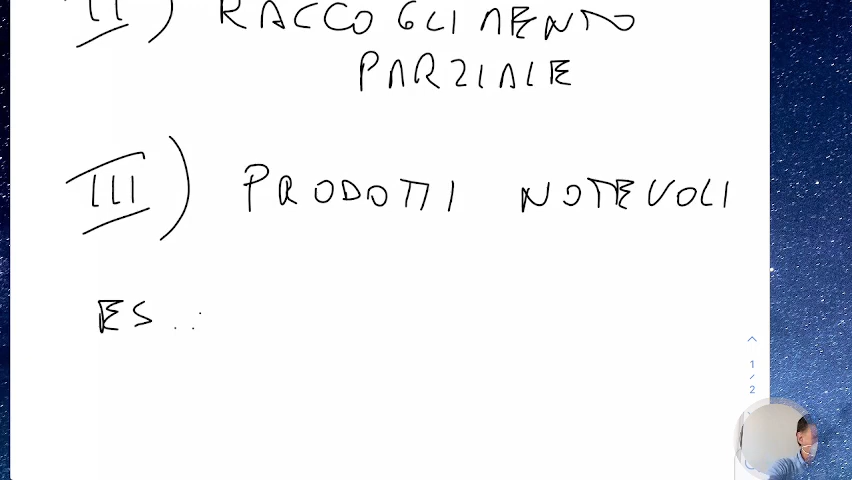 II) RACCOGLIMENTO
PARZIALE
III) PRODOTTI NOTEVOLI
ES..
1
/
2